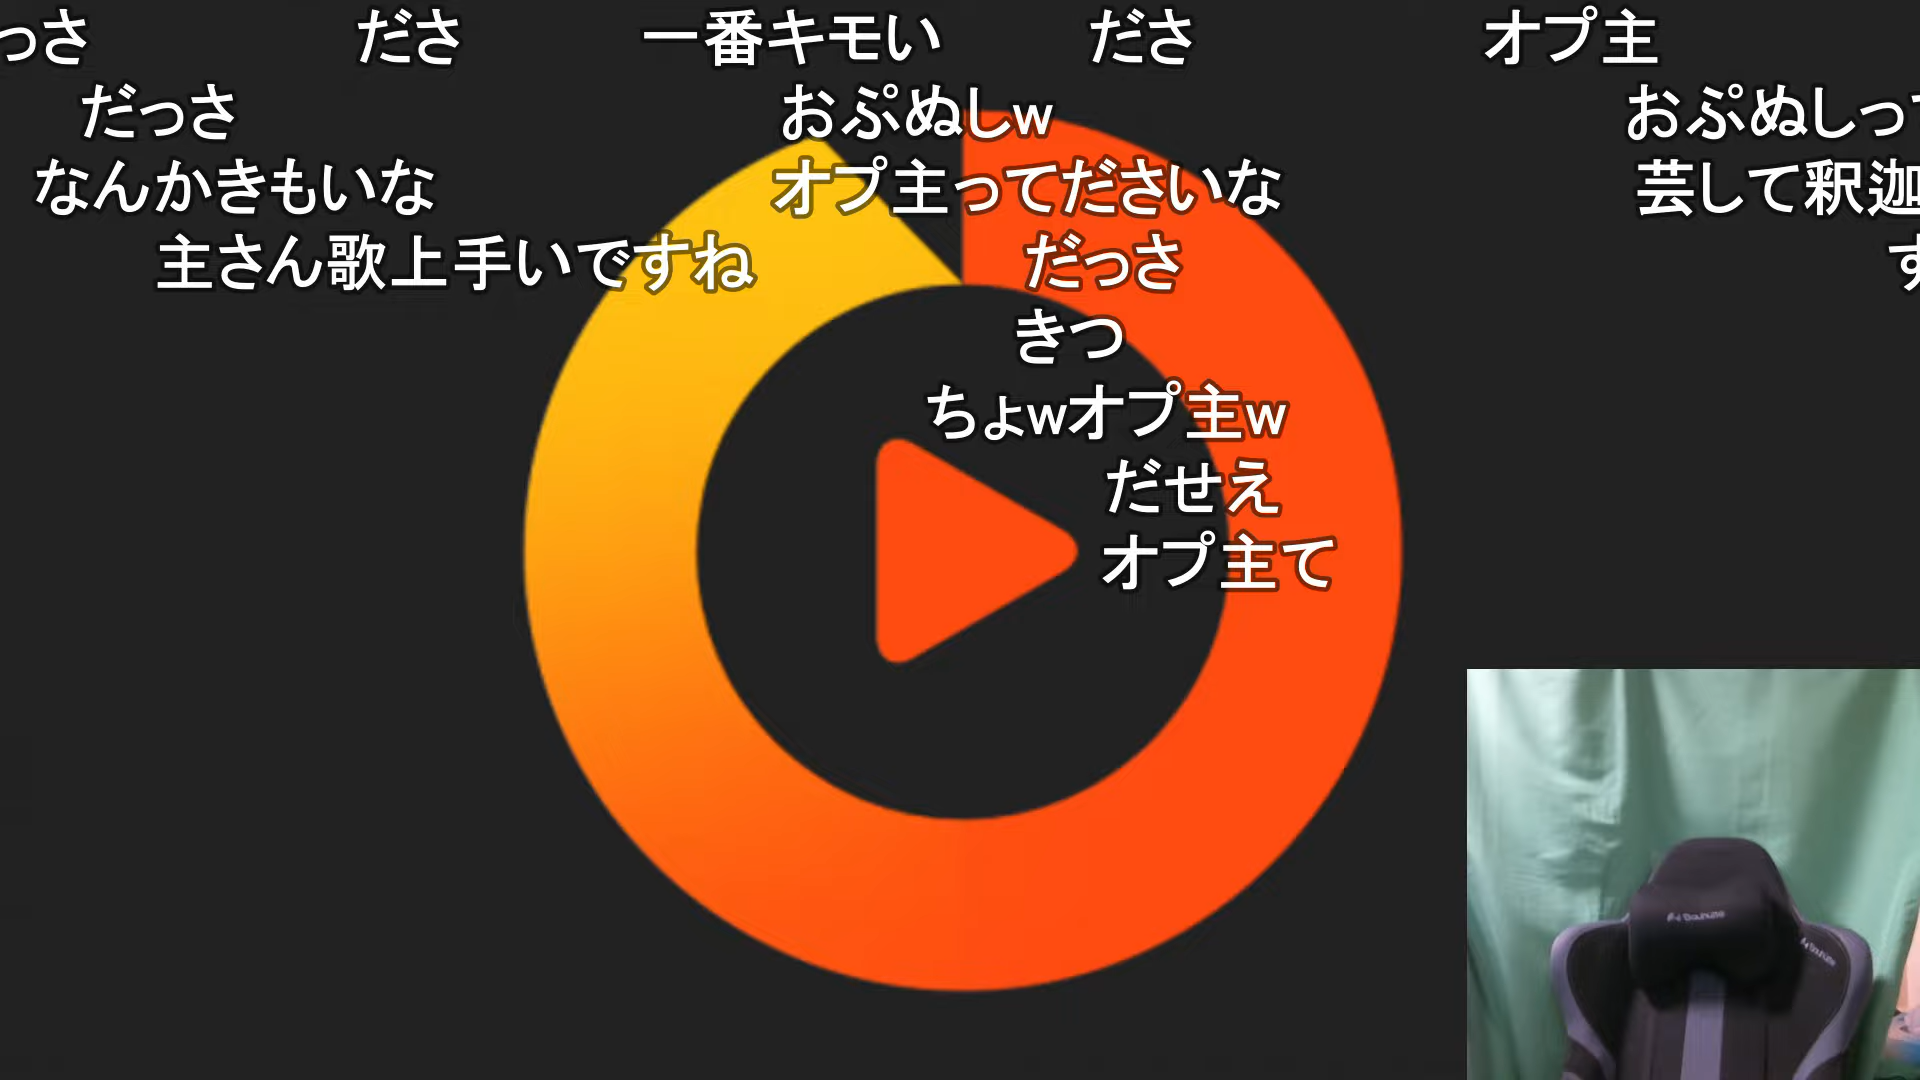 っさ ださ 一番キモい ださ オプ主
だっさ おぷぬしw おぷぬしって
なんかきもいな オプ主ってださいな 芸して釈迦
主さん歌上手いですね だっさ す
きつ
ちょwオプ主w
だせえ
オプ主て